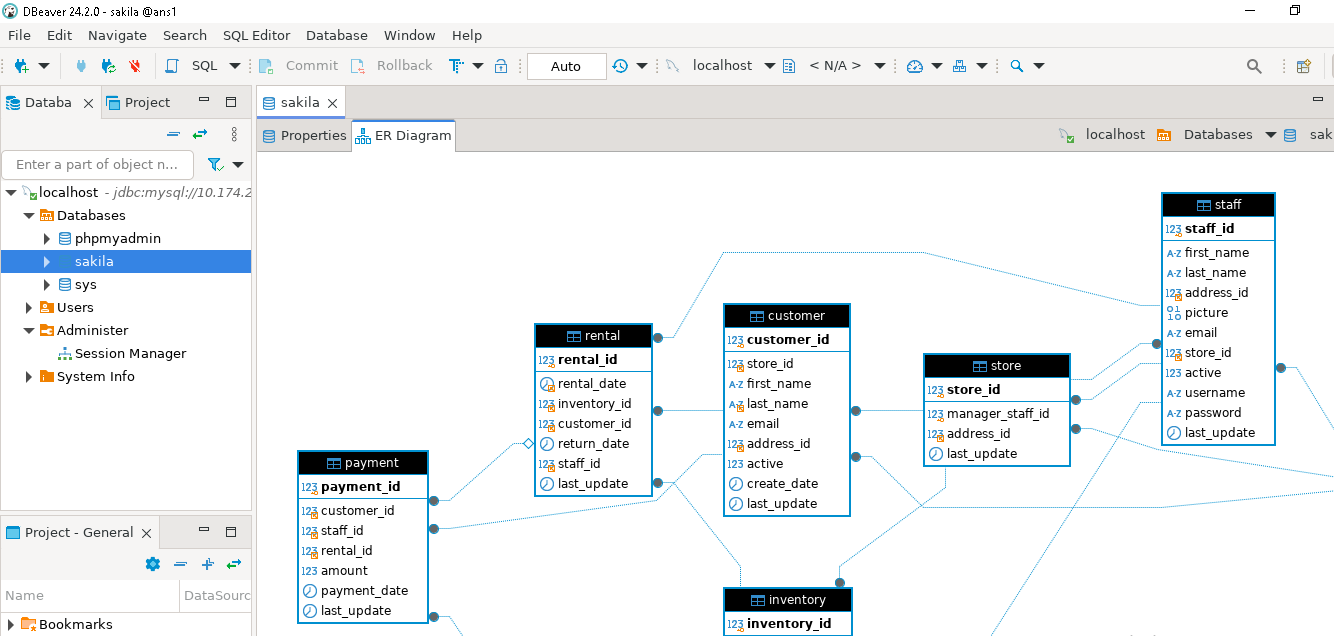 DBeaver 24.2.0 - sakila @ans1
File Edit Navigate Search SQL Editor Database Window Help
SQL Commit Rollback Auto localhost < N/A >
Databa Project
sakila
Properties ER Diagram
localhost Databases sak
Enter a part of object n...
localhost - jdbc:mysql://10.174.2
Databases
phpmyadmin
sakila
sys
Users
Administer
Session Manager
System Info
Project - General
Name DataSourc
Bookmarks
payment
123 payment_id
123 customer_id
123 staff_id
123 rental_id
123 amount
payment_date
last_update
rental
123 rental_id
rental_date
123 inventory_id
123 customer_id
return_date
123 staff_id
last_update
customer
123 customer_id
123 store_id
A-Z first_name
A-Z last_name
A-Z email
123 address_id
123 active
create_date
last_update
inventory
123 inventory_id
store
123 store_id
123 manager_staff_id
123 address_id
last_update
staff
123 staff_id
A-Z first_name
A-Z last_name
123 address_id
picture
A-Z email
123 store_id
123 active
A-Z username
A-Z password
last_update